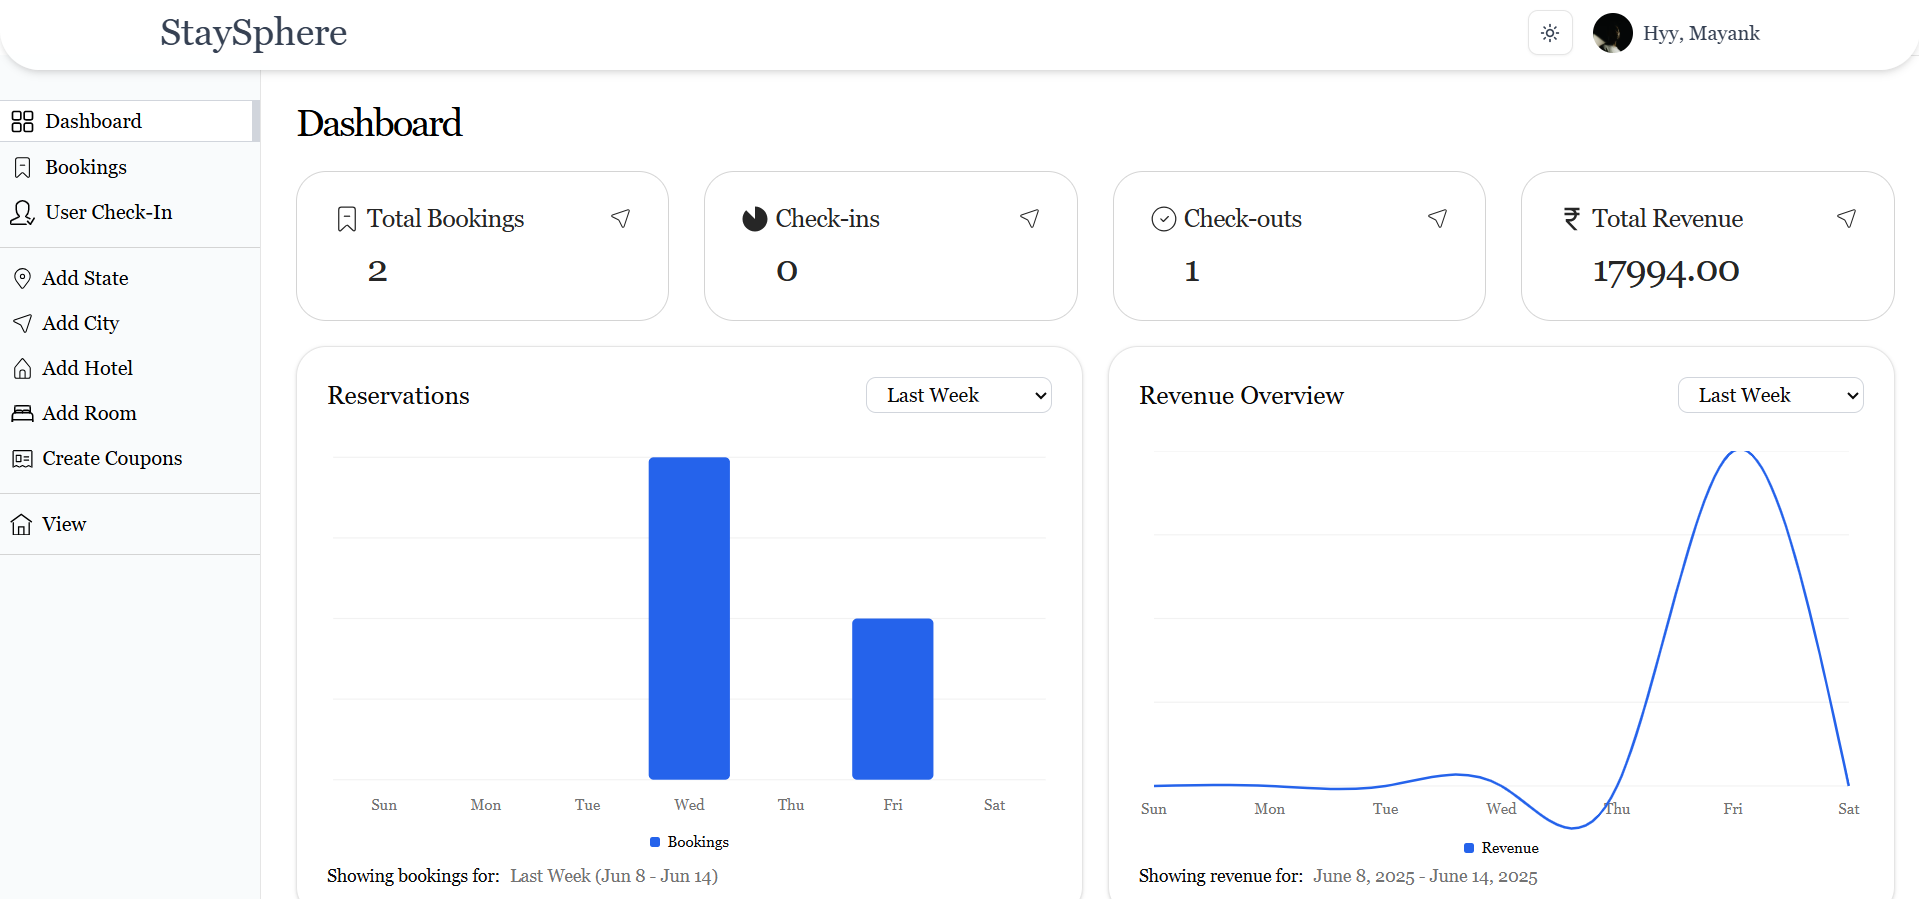 StaySphere
Hyy, Mayank
Dashboard
Bookings
User Check-In
Add State
Add City
Add Hotel
Add Room
Create Coupons
View
Dashboard
Total Bookings
2
Check-ins
0
Check-outs
1
₹ Total Revenue
17994.00
Reservations
Last Week
Sun Mon Tue Wed Thu Fri Sat
Bookings
Showing bookings for: Last Week (Jun 8 - Jun 14)
Revenue Overview
Last Week
Sun Mon Tue Wed Thu Fri Sat
Revenue
Showing revenue for: June 8, 2025 - June 14, 2025